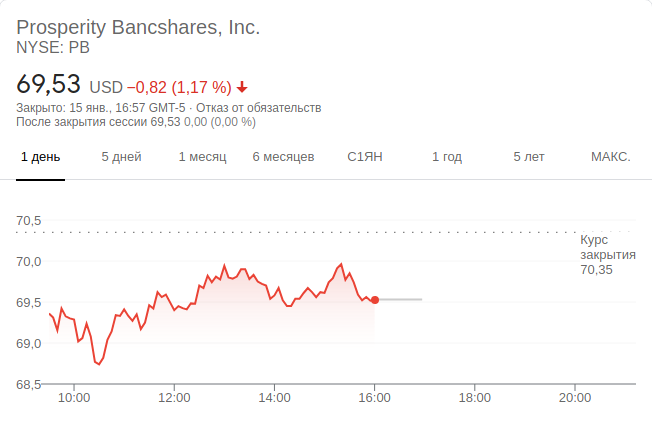 Prosperity Bancshares, Inc.
NYSE: PB
69,53 USD −0,82 (1,17 %)
Закрыто: 15 янв., 16:57 GMT-5 · Отказ от обязательств
После закрытия сессии 69,53 0,00 (0,00 %)
1 день 5 дней 1 месяц 6 месяцев С1ЯН 1 год 5 лет МАКС.
70,5
Курс
закрытия
70,35
70,0
69,5
69,0
68,5
10:00 12:00 14:00 16:00 18:00 20:00